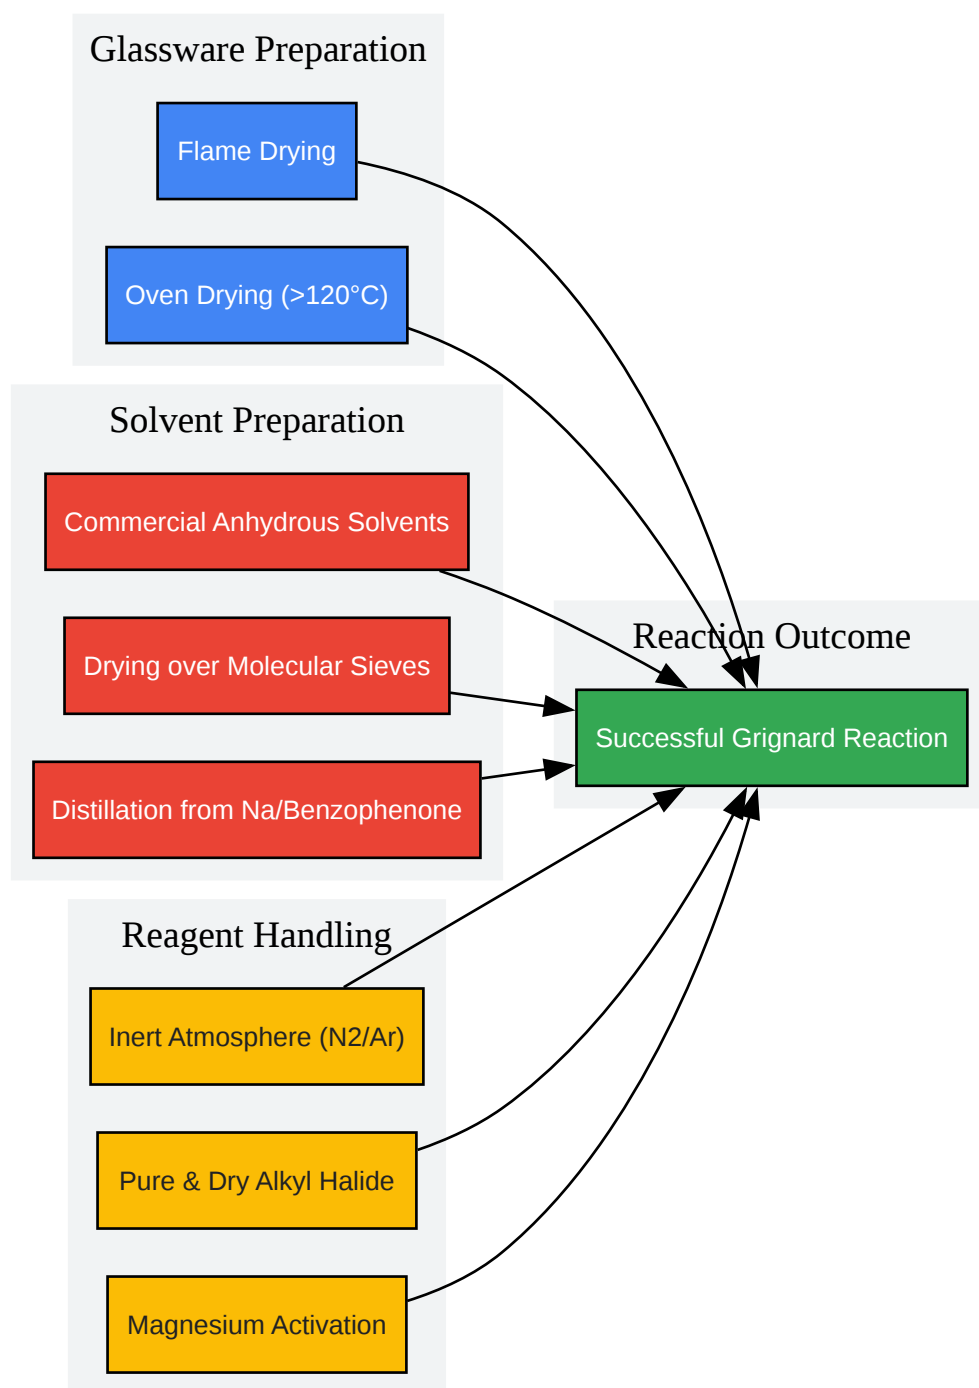 Glassware Preparation
Flame Drying
Oven Drying (>120°C)
Solvent Preparation
Commercial Anhydrous Solvents
Drying over Molecular Sieves
Distillation from Na/Benzophenone
Reaction Outcome
Successful Grignard Reaction
Reagent Handling
Inert Atmosphere (N2/Ar)
Pure & Dry Alkyl Halide
Magnesium Activation